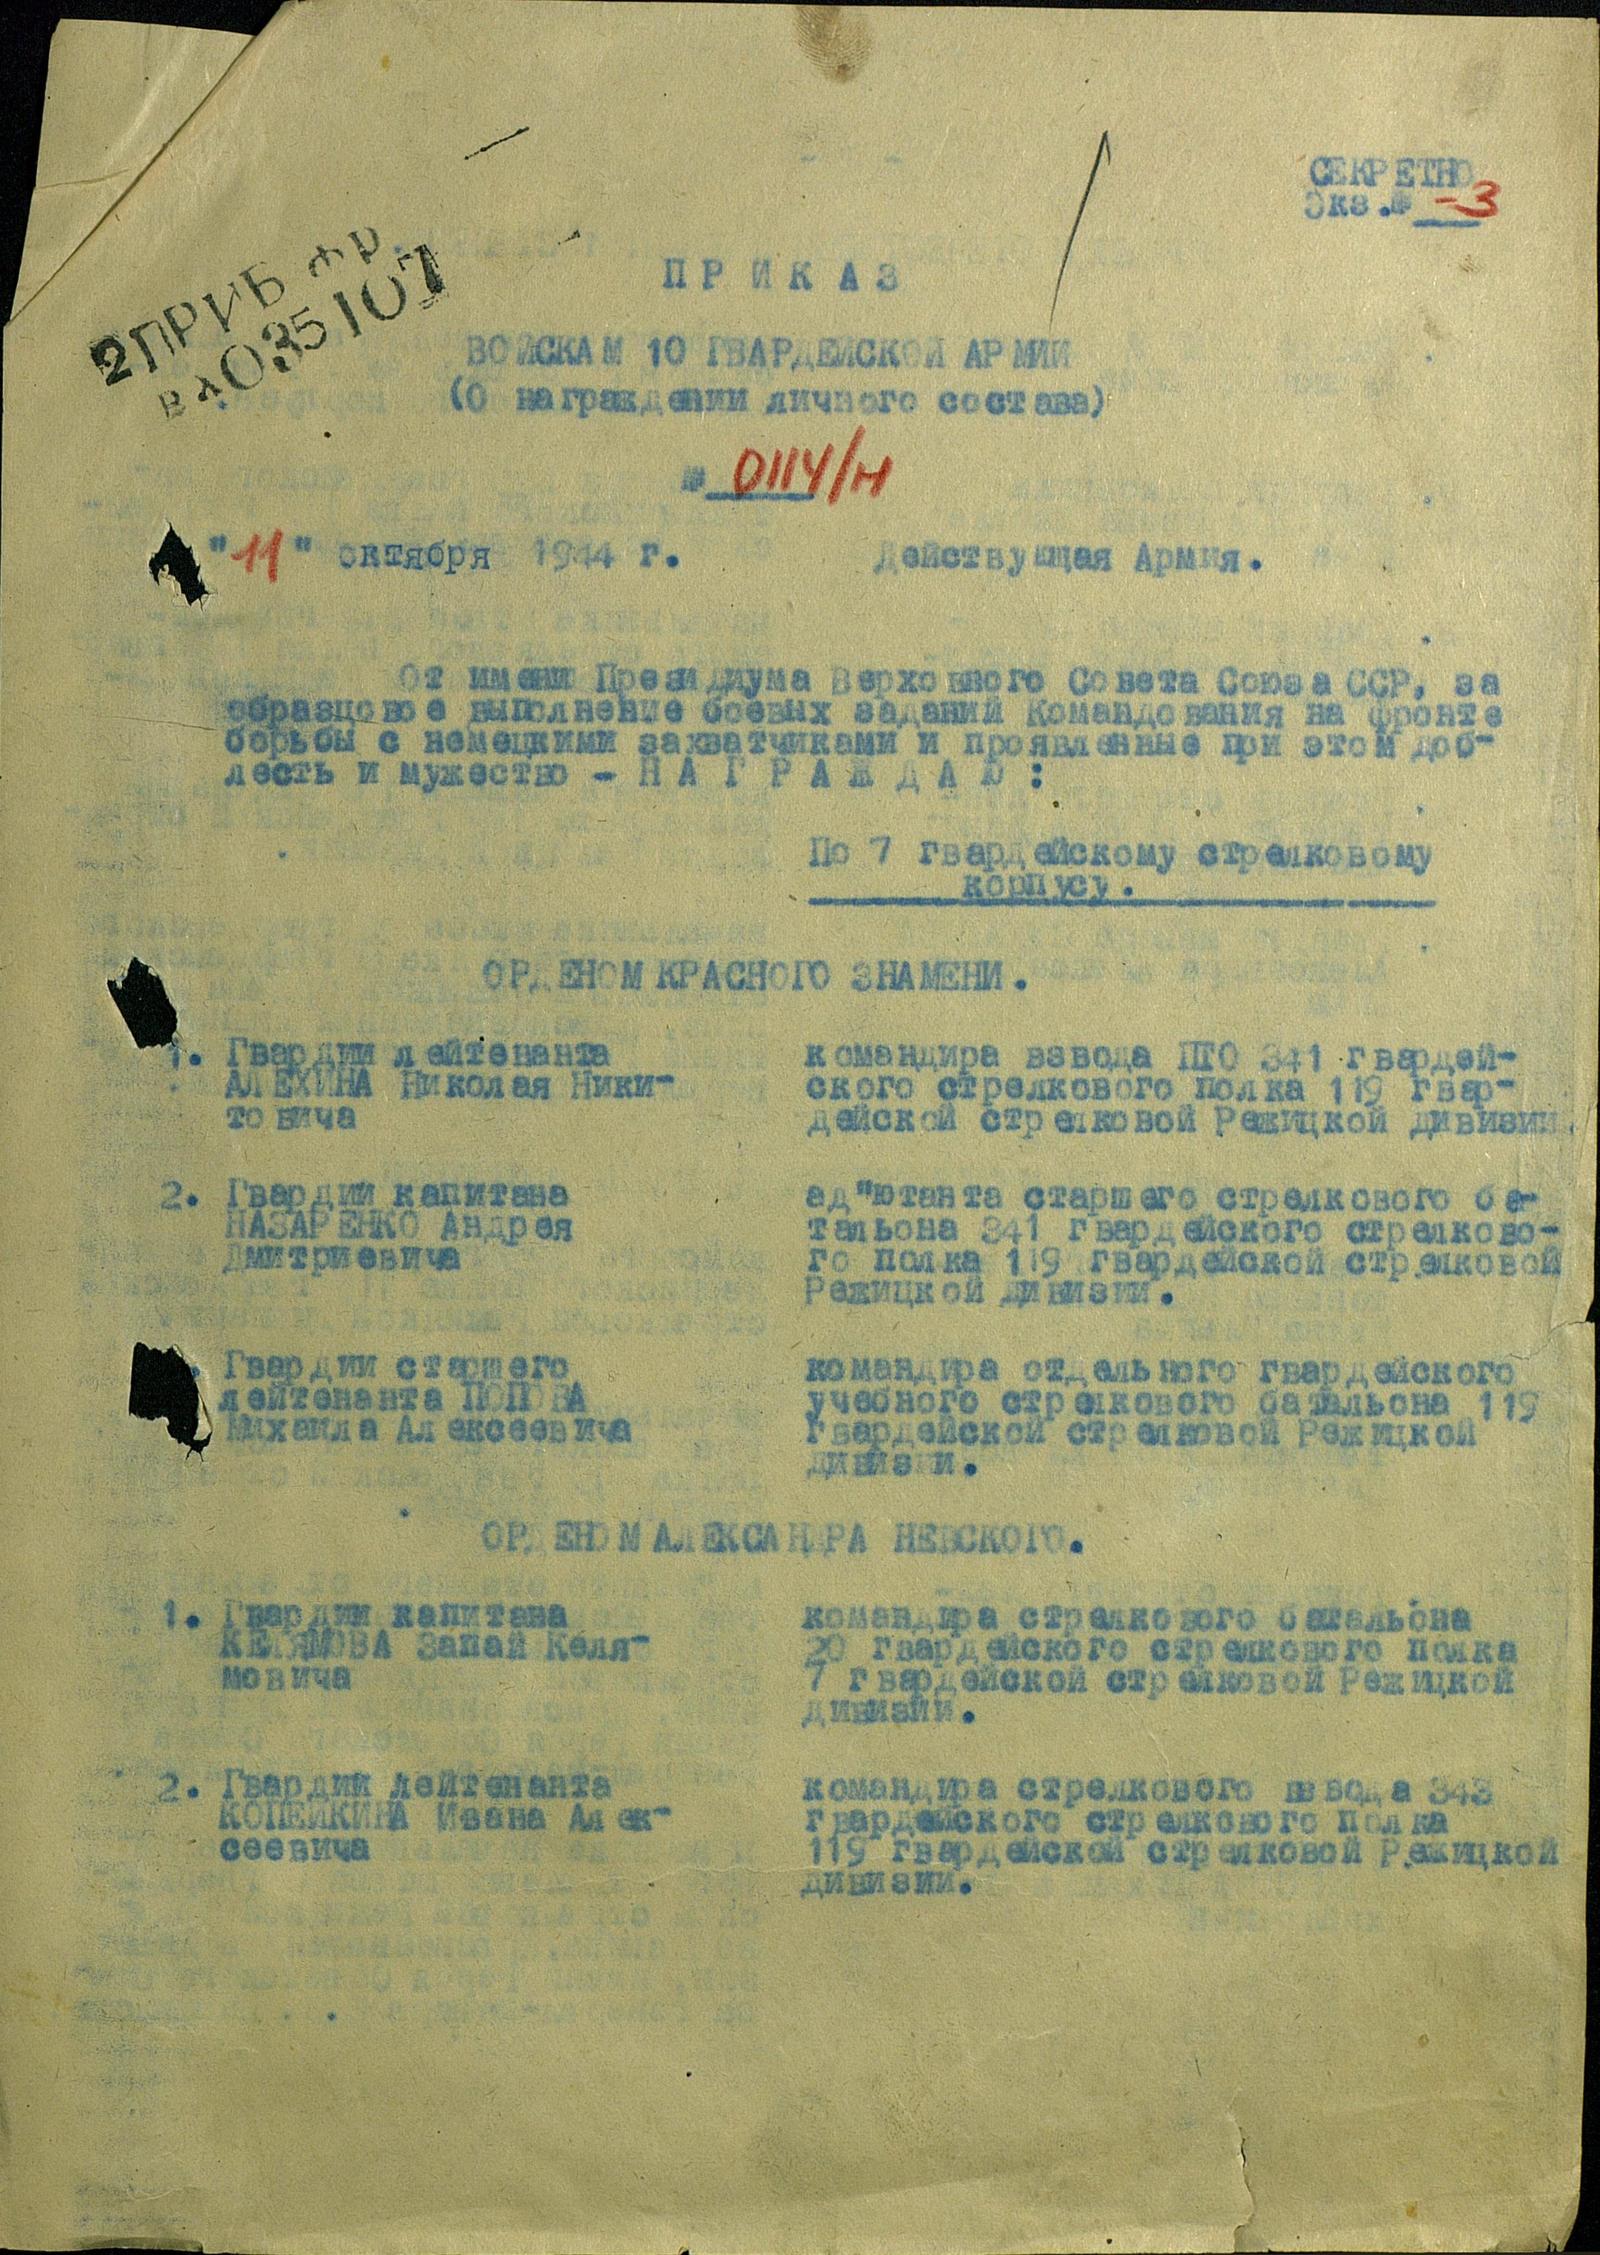 СЕКРЕТНО
Экз.№ -3
2 ПРИБ фр
Вх 035107
ПРИКАЗ
ВОЙСКАМ 10 ГВАРДЕЙСКОЙ АРМИИ
(О награждении личного состава)
№ 0114/н
"11" октября 1944 г. Действующая Армия.
От имени Президиума Верховного Совета Союза ССР, за
образцовое выполнение боевых заданий Командования на фронте
борьбы с немецкими захватчиками и проявленные при этом доб-
лесть и мужество - Н А Г Р А Ж Д А Ю :
По 7 гвардейскому стрелковому
корпусу.
ОРДЕНОМ КРАСНОГО ЗНАМЕНИ.
1. Гвардии лейтенанта
АЛЕХИНА Николая Ники-
товича
командира взвода ПТО 341 гвардей-
ского стрелкового полка 119 гвар-
дейской стрелковой Режицкой дивизии.
2. Гвардии капитана
НАЗАРЕНКО Андрея
Дмитриевича
ад"ютанта старшего стрелкового ба-
тальона 341 гвардейского стрелково-
го полка 119 гвардейской стрелковой
Режицкой дивизии.
Гвардии старшего
лейтенанта ПОПОВА
Михаила Алексеевича
командира отдельного гвардейского
учебного стрелкового батальона 119
гвардейской стрелковой Режицкой
дивизии.
ОРДЕНОМ АЛЕКСАНДРА НЕВСКОГО.
1. Гвардии капитана
КЕЛЯМОВА Запай Келя-
мовича
командира стрелкового батальона
20 гвардейского стрелкового полка
7 гвардейской стрелковой Режицкой
дивизии.
2. Гвардии лейтенанта
КОПЕЙКИНА Ивана Алек-
сеевича
командира стрелкового взвода 343
гвардейского стрелкового полка
119 гвардейской стрелковой Режицкой
дивизии.